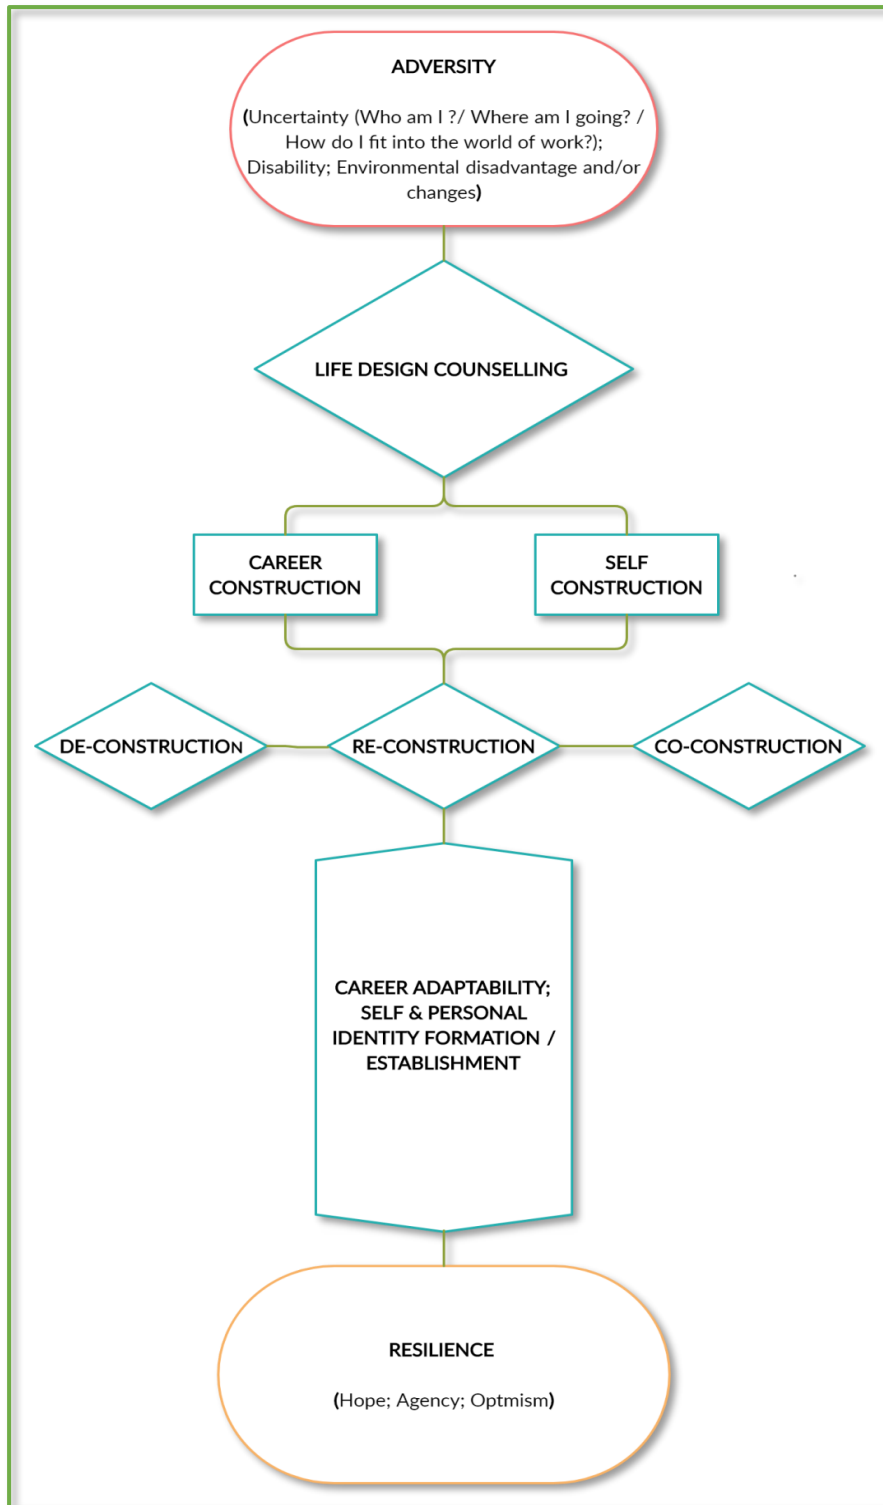 ADVERSITY
(Uncertainty (Who am I ?/ Where am I going? /
How do I fit into the world of work?);
Disability; Environmental disadvantage and/or
changes)
LIFE DESIGN COUNSELLING
CAREER
CONSTRUCTION
SELF
CONSTRUCTION
DE-CONSTRUCTION
RE-CONSTRUCTION
CO-CONSTRUCTION
CAREER ADAPTABILITY;
SELF & PERSONAL
IDENTITY FORMATION /
ESTABLISHMENT
RESILIENCE
(Hope; Agency; Optmism)